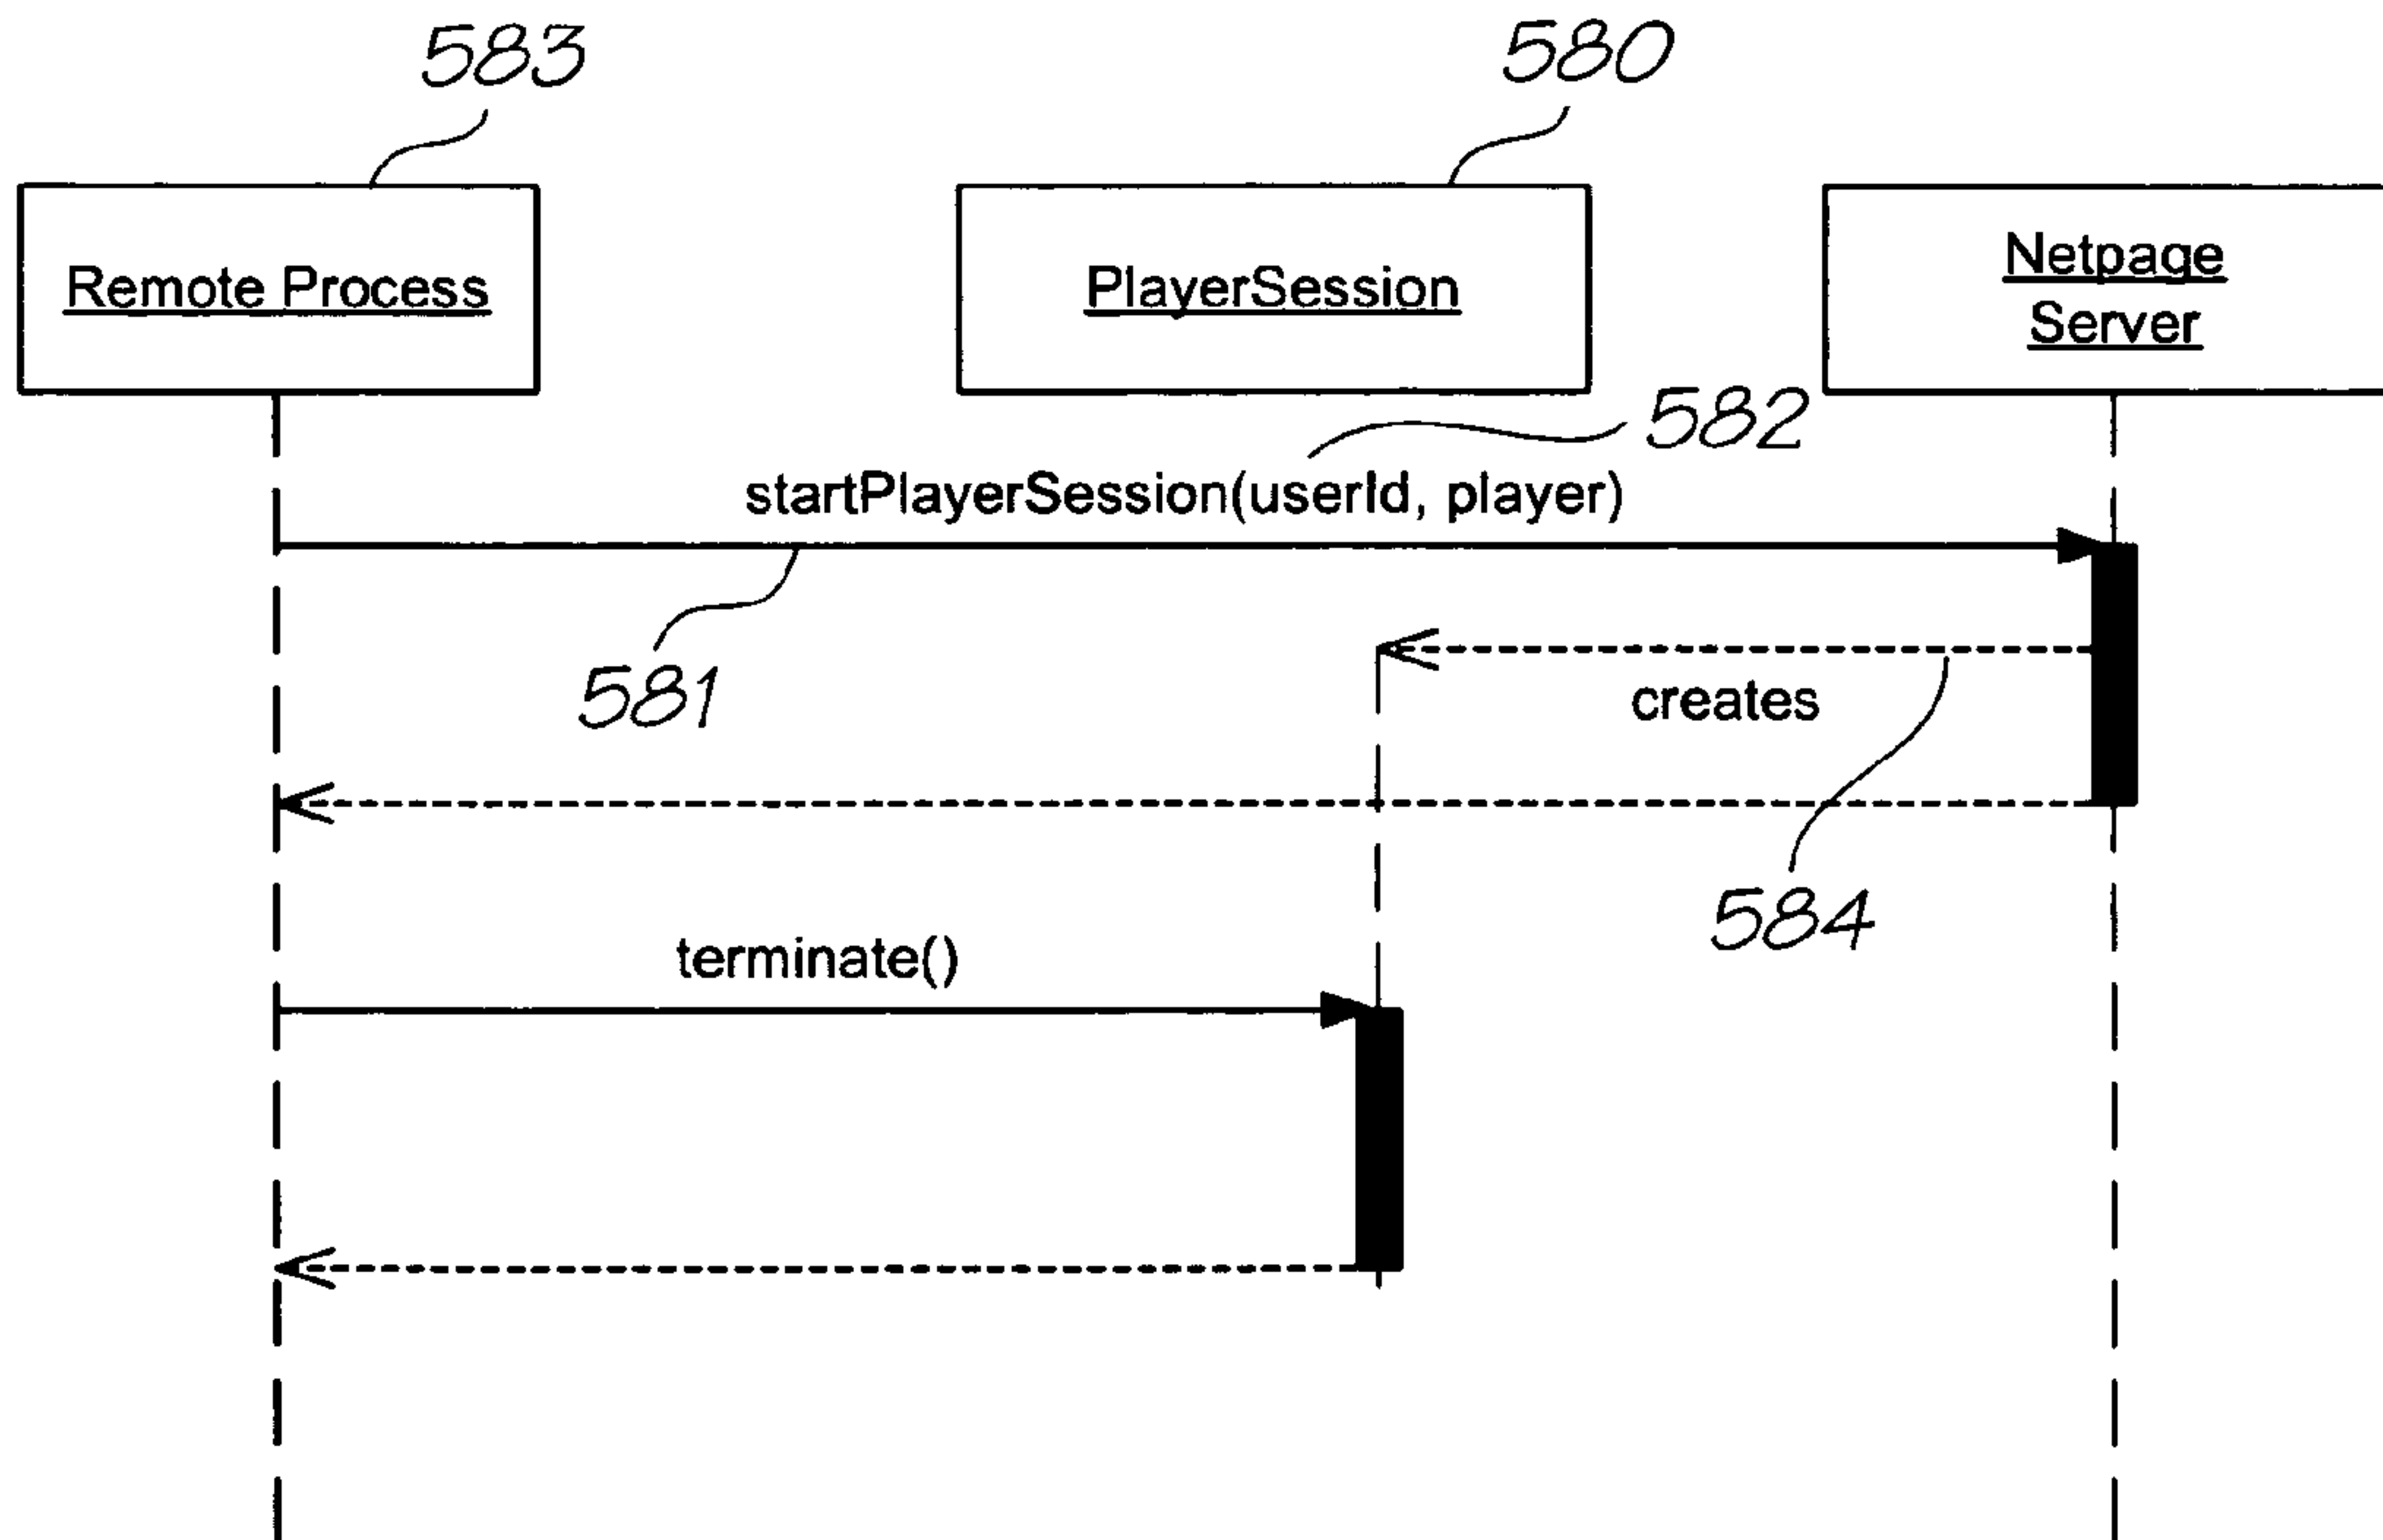 583
580
Remote Process
PlayerSession
Netpage
Server
582
startPlayerSession(userId, player)
581
creates
584
terminate()